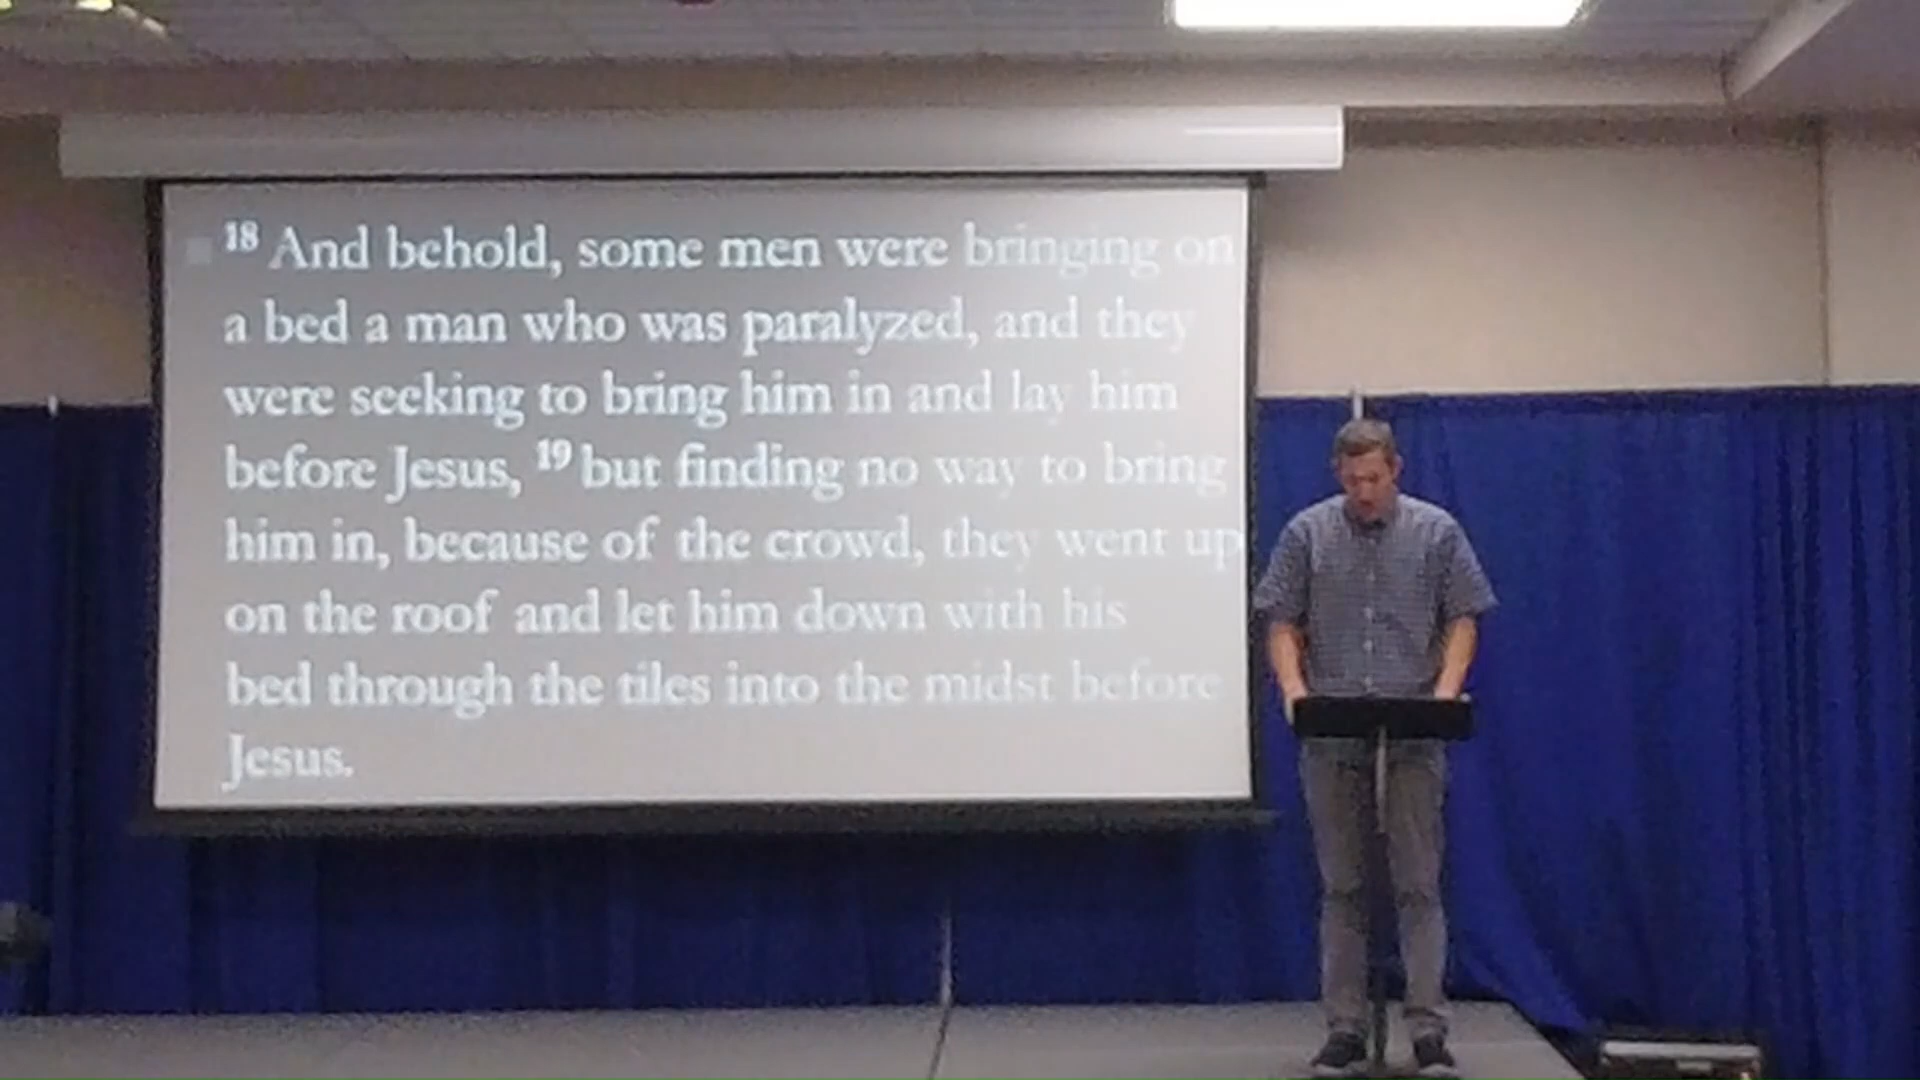 18 And behold, some men were bringing on
a bed a man who was paralyzed, and they
were seeking to bring him in and lay him
before Jesus, 19 but finding no way to bring
him in, because of the crowd, they went up
on the roof and let him down with his
bed through the tiles into the midst before
Jesus.